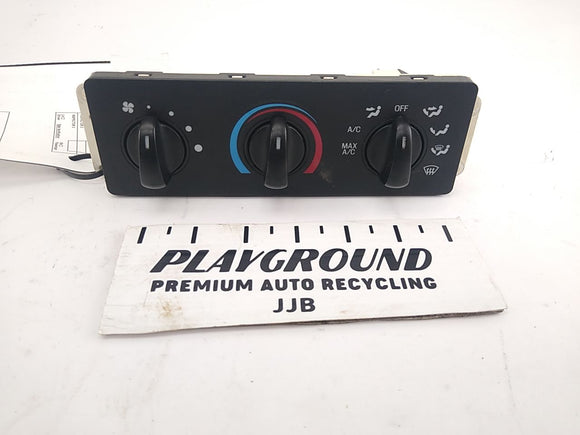 OFF
A/C
MAX
A/C
PLAYGROUND
PREMIUM AUTO RECYCLING
JJB